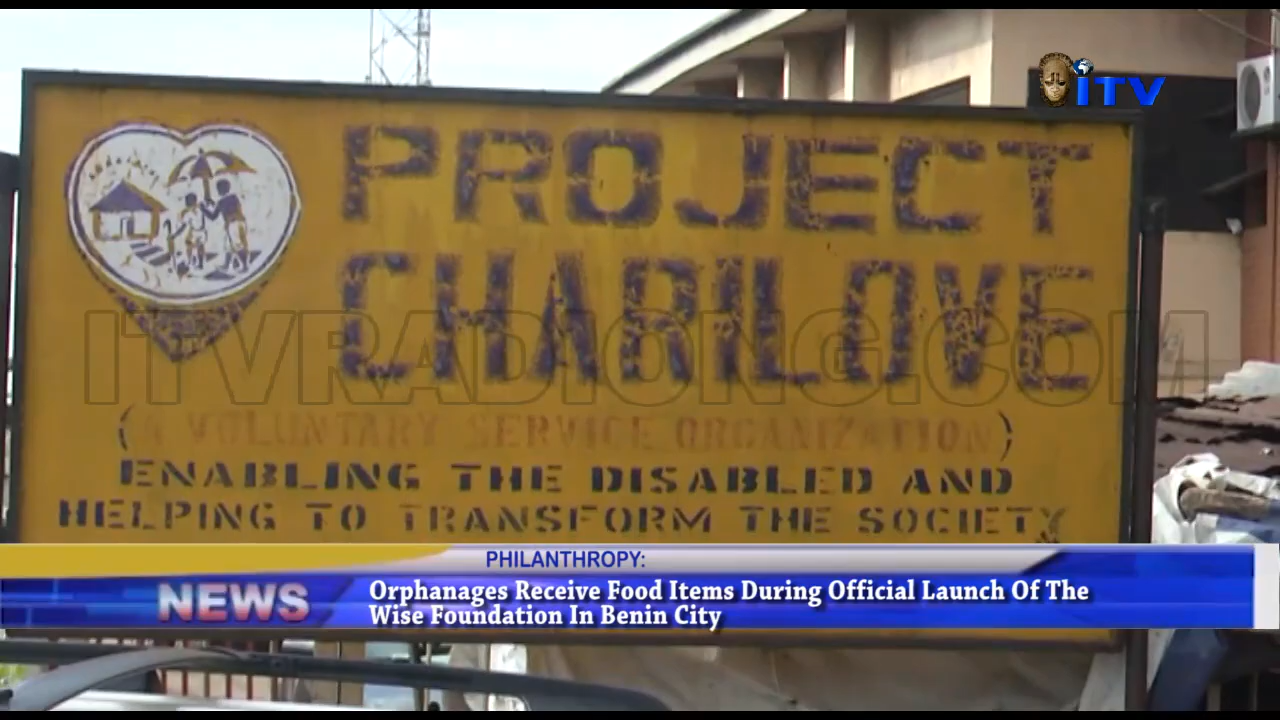 iTV
PROJECT
CHARILOVE
ITVRADIONG.COM
(A VOLUNTARY SERVICE ORGANIZATION)
ENABLING THE DISABLED AND
HELPING TO TRANSFORM THE SOCIETY
PHILANTHROPY:
NEWS
Orphanages Receive Food Items During Official Launch Of The
Wise Foundation In Benin City